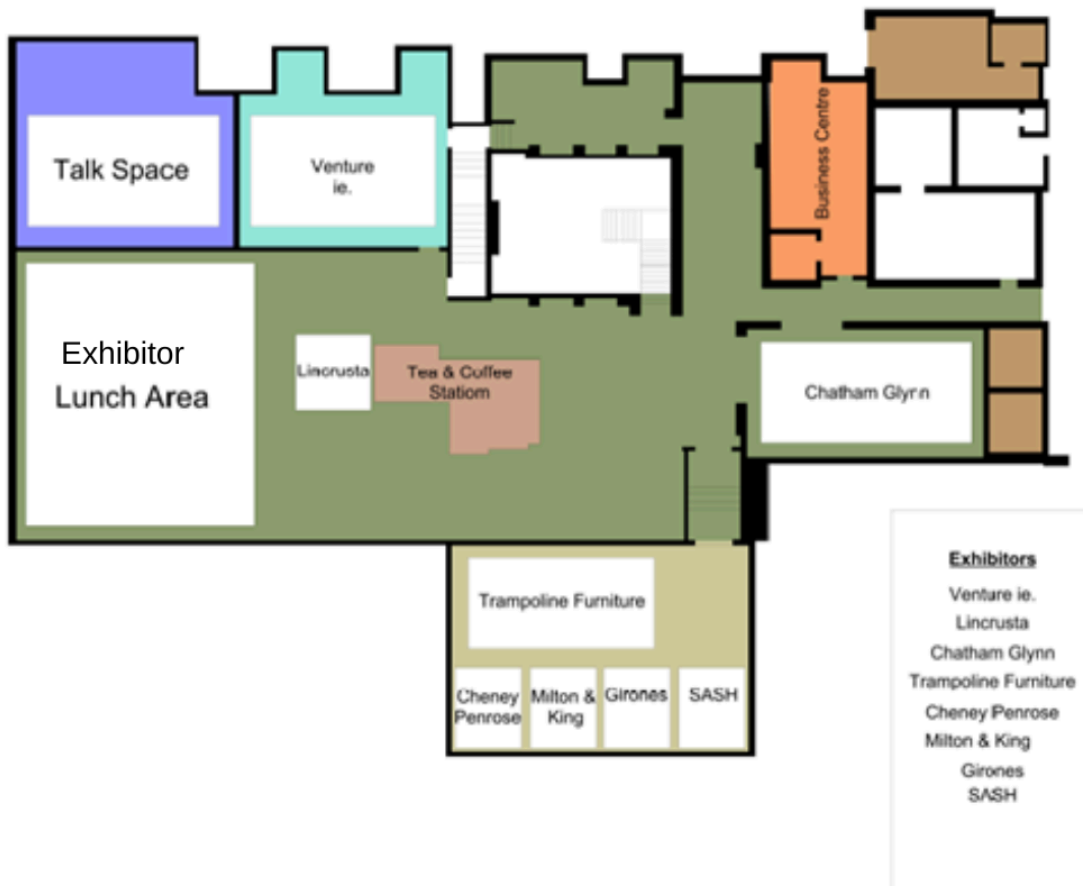 Talk Space
Venture
ie.
Business Centre
Exhibitor
Lunch Area
Lincrusta
Tea & Coffee
Statiom
Chatham Glynn
Trampoline Furniture
Cheney
Penrose
Milton &
King
Girones
SASH
Exhibitors
Venture ie.
Lincrusta
Chatham Glynn
Trampoline Furniture
Cheney Penrose
Milton & King
Girones
SASH